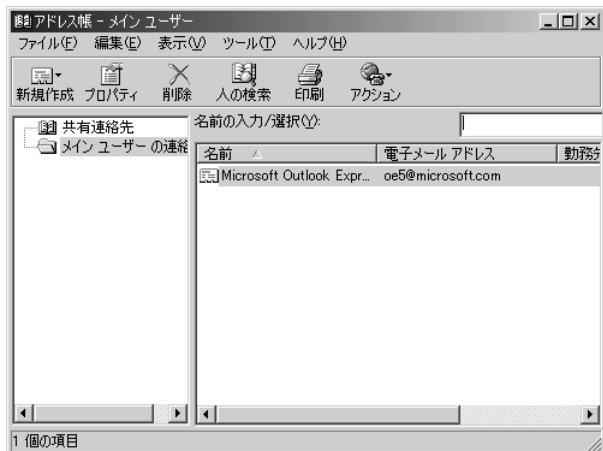 アドレス帳 - メイン ユーザー
ファイル(F) 編集(E) 表示(V) ツール(T) ヘルプ(H)
新規作成 プロパティ 削除 人の検索 印刷 アクション
共有連絡先
メイン ユーザー の連絡
名前の入力/選択(Y):
名前 電子メール アドレス 勤務先
Microsoft Outlook Expr... oe5@microsoft.com
1 個の項目